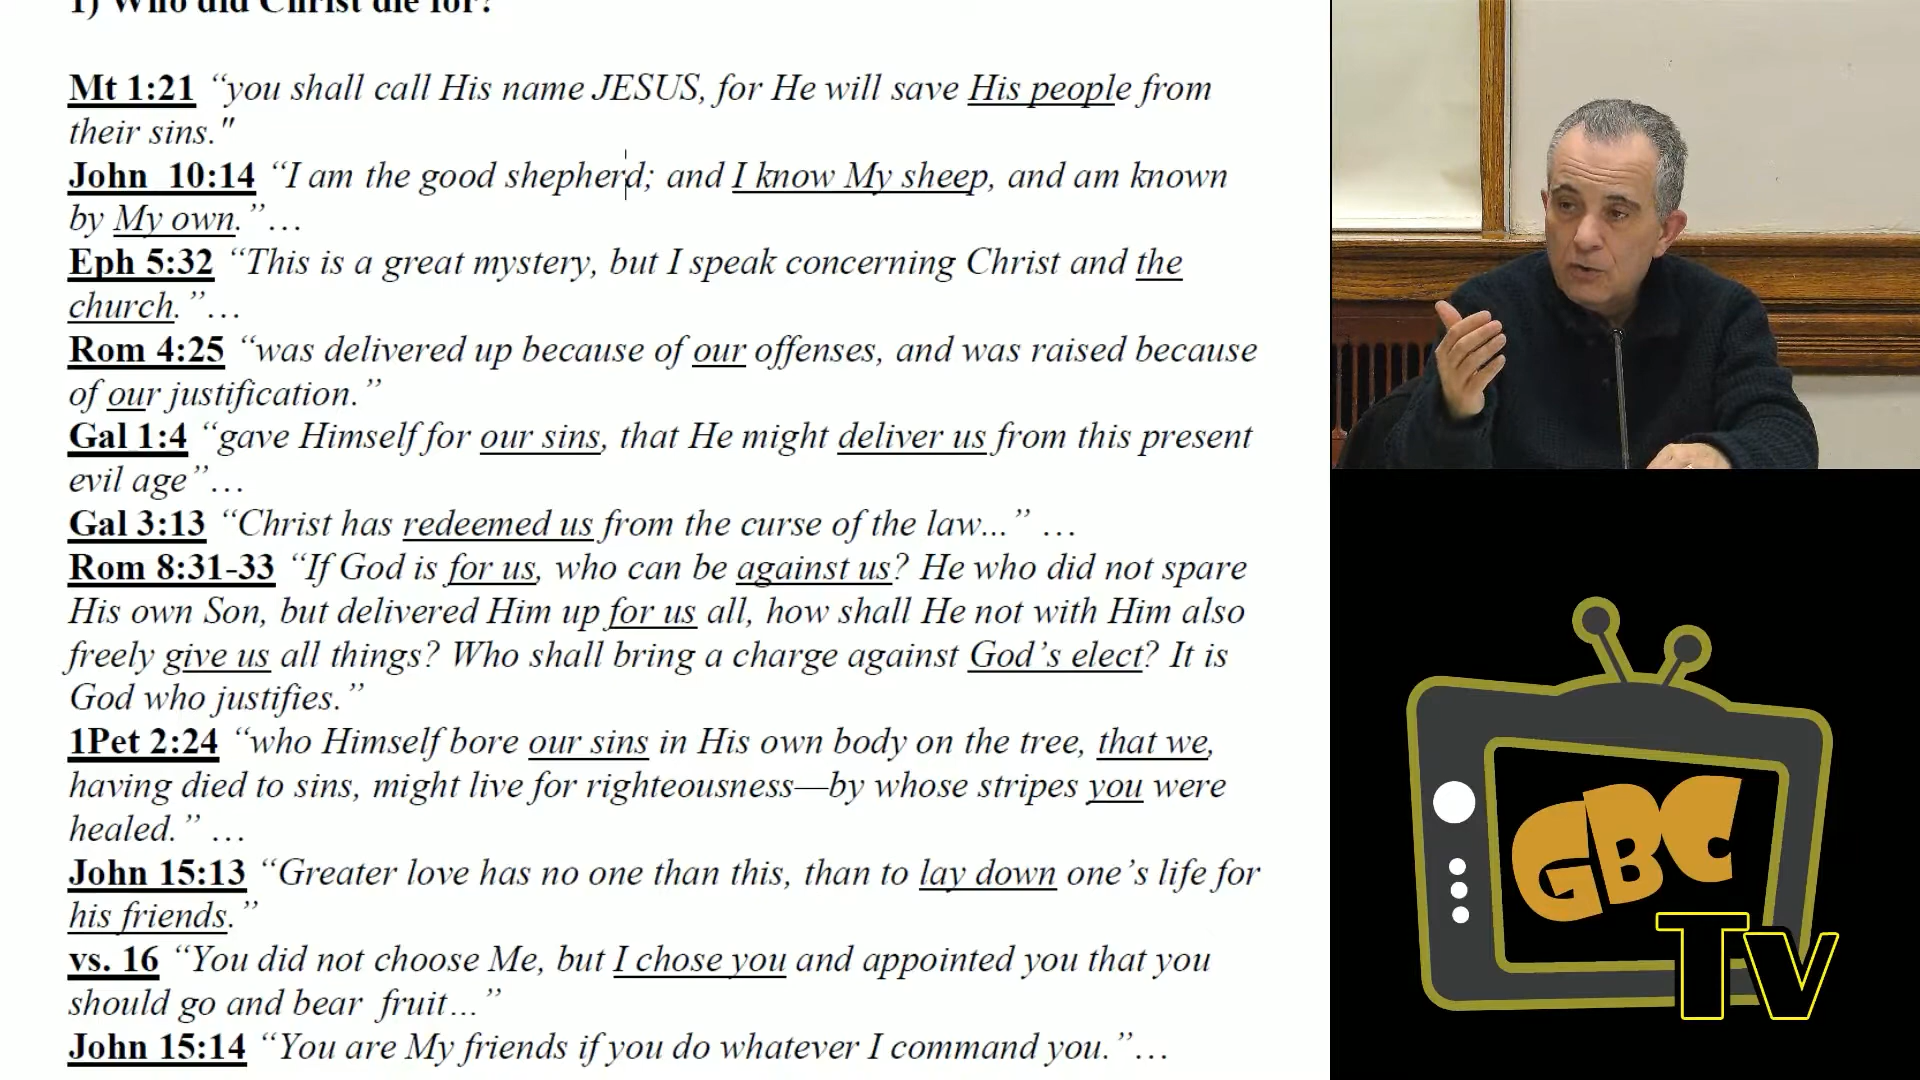 1) Who did Christ die for?
Mt 1:21 “you shall call His name JESUS, for He will save His people from
their sins."
John  10:14 “I am the good shepherd; and I know My sheep, and am known
by My own.”…
Eph 5:32 “This is a great mystery, but I speak concerning Christ and the
church.”…
Rom 4:25 “was delivered up because of our offenses, and was raised because
of our justification.”
Gal 1:4 “gave Himself for our sins, that He might deliver us from this present
evil age”…
Gal 3:13 “Christ has redeemed us from the curse of the law...” …
Rom 8:31-33 “If God is for us, who can be against us? He who did not spare
His own Son, but delivered Him up for us all, how shall He not with Him also
freely give us all things? Who shall bring a charge against God’s elect? It is
God who justifies.”
1Pet 2:24 “who Himself bore our sins in His own body on the tree, that we,
having died to sins, might live for righteousness—by whose stripes you were
healed.” …
John 15:13 “Greater love has no one than this, than to lay down one’s life for
his friends.”
vs. 16 “You did not choose Me, but I chose you and appointed you that you
should go and bear  fruit…”
John 15:14 “You are My friends if you do whatever I command you.”…
GBC
TV